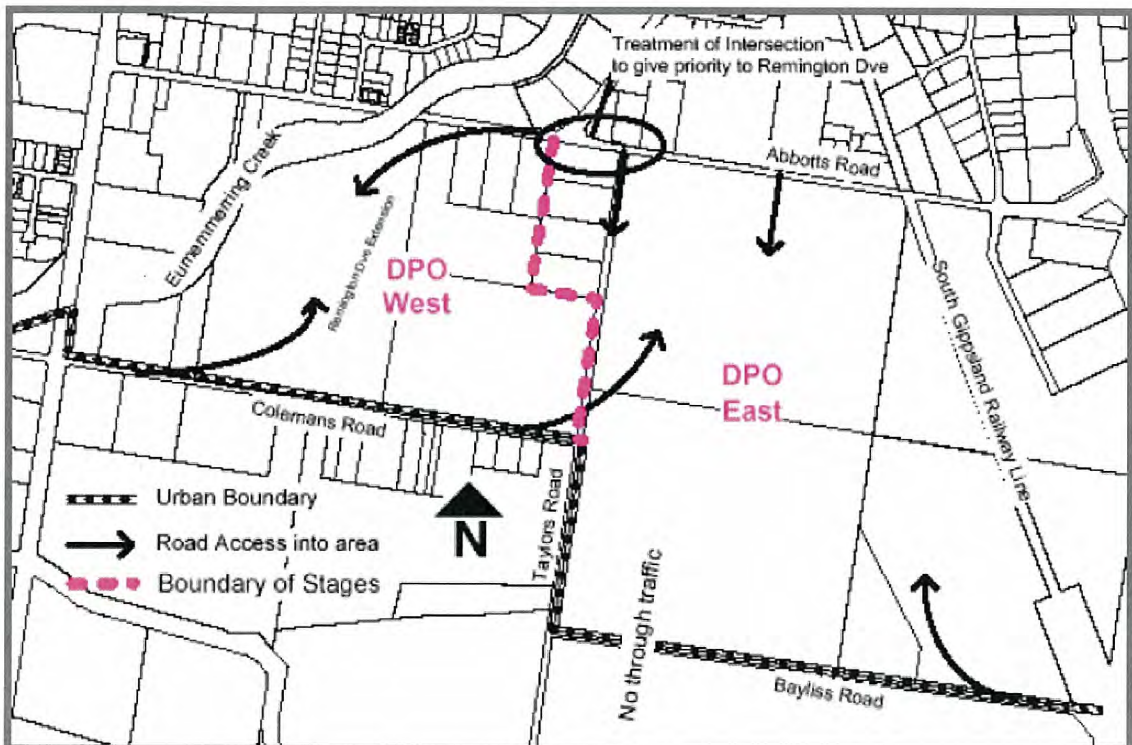 Treatment of Intersection
to give priority to Remington Dve
Abbotts Road
Eumemmerring Creek
Remington Dve Extension
DPO
West
South Gippsland Railway Line
DPO
East
Colemans Road
Urban Boundary
N
Taylors Road
Road Access into area
No through traffic
Boundary of Stages
Bayliss Road